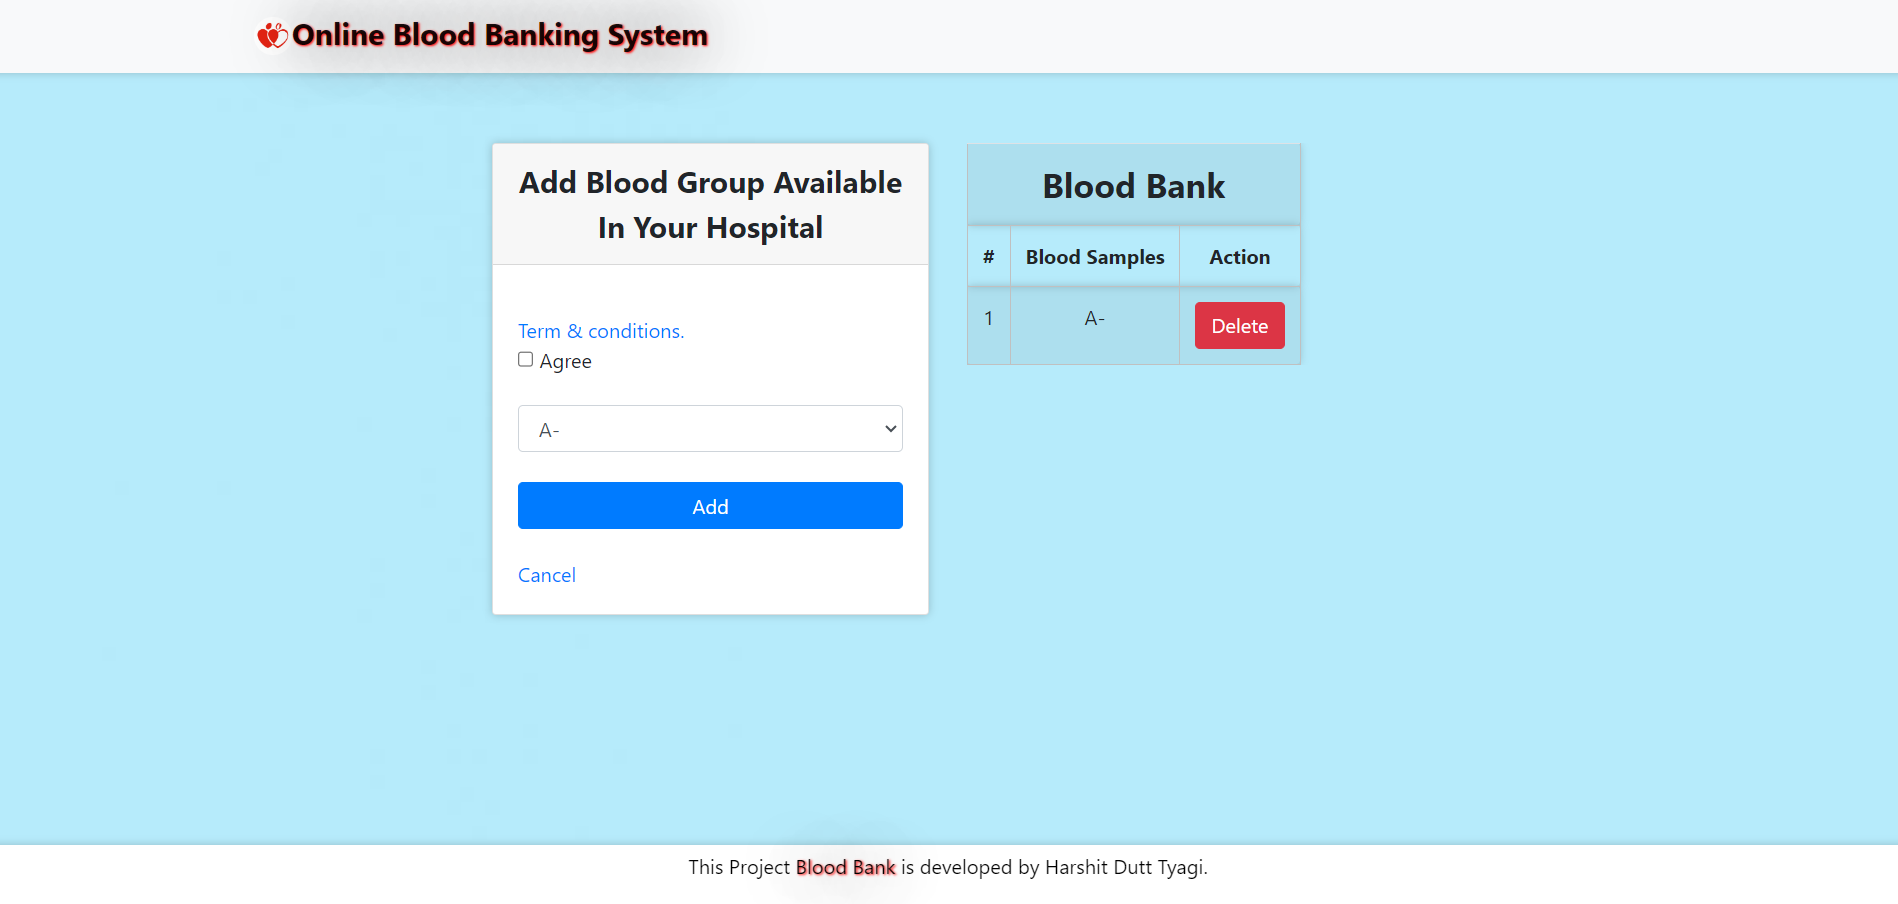 Online Blood Banking System
Add Blood Group Available
In Your Hospital
Term & conditions.
Agree
A-
Add
Cancel
Blood Bank
# Blood Samples Action
1 A- Delete
This Project Blood Bank is developed by Harshit Dutt Tyagi.